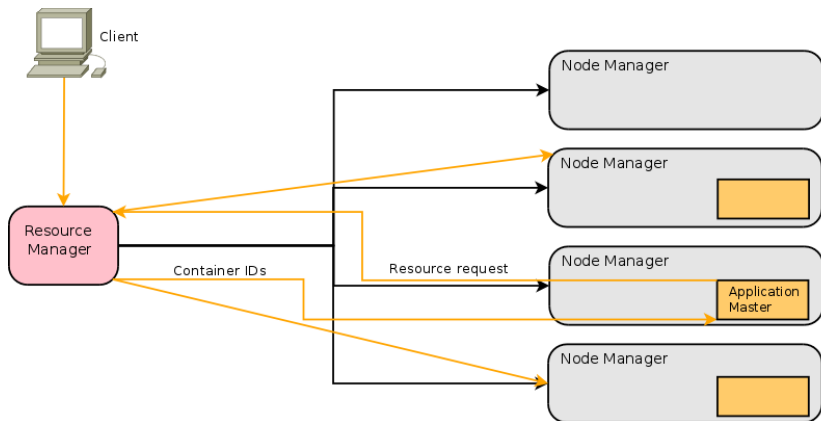 Client
Node Manager
Node Manager
Resource
Manager
Node Manager
Container IDs
Resource request
Application
Master
Node Manager